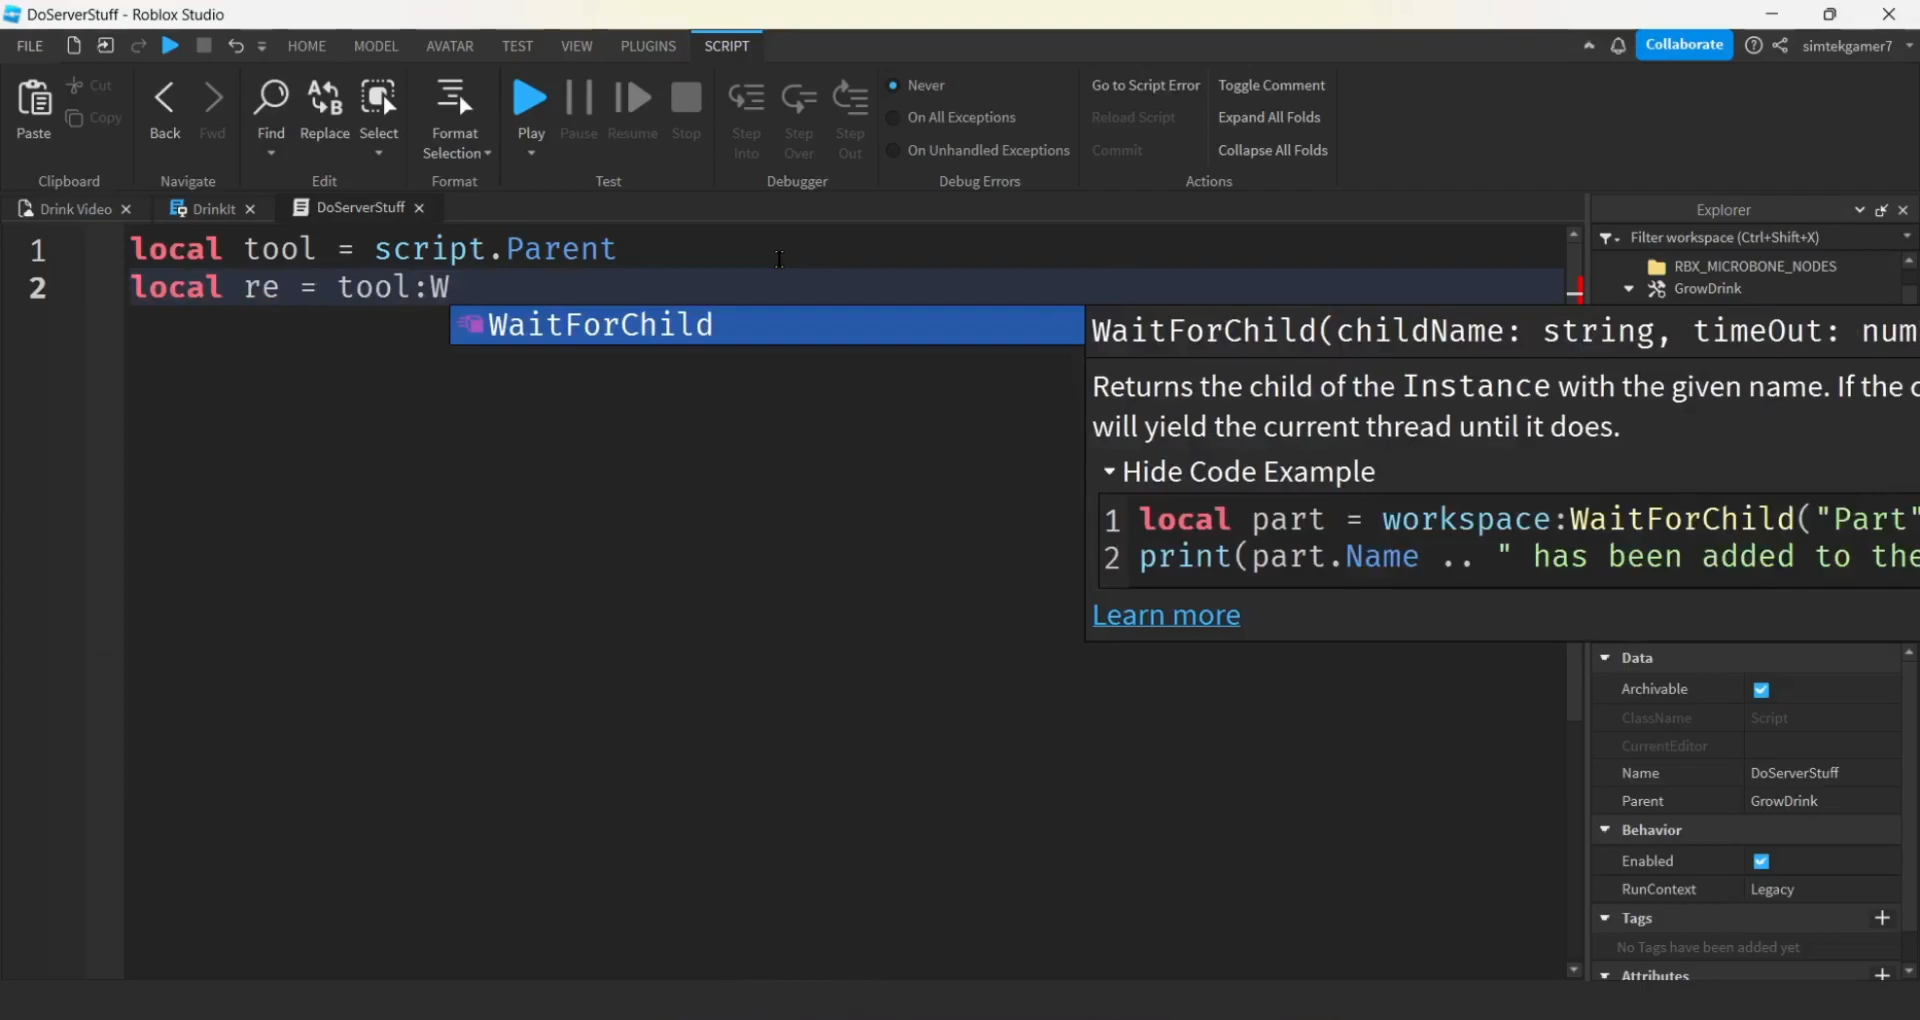 DoServerStuff - Roblox Studio
FILE HOME MODEL AVATAR TEST VIEW PLUGINS SCRIPT Collaborate simtekgamer7
Paste Cut Copy
Clipboard
Back Fwd
Navigate
Find Replace Select
Edit
Format Selection
Format
Play Pause Resume Stop
Test
Step Into Step Over Step Out
Debugger
Never
On All Exceptions
On Unhandled Exceptions
Debug Errors
Go to Script Error Toggle Comment
Reload Script Expand All Folds
Commit Collapse All Folds
Actions
Drink Video DrinkIt DoServerStuff
1 local tool = script.Parent
2 local re = tool:W
WaitForChild
WaitForChild(childName: string, timeOut: num
Returns the child of the Instance with the given name. If the c
will yield the current thread until it does.
Hide Code Example
1 local part = workspace:WaitForChild("Part"
2 print(part.Name .. " has been added to the
Learn more
Explorer
Filter workspace (Ctrl+Shift+X)
RBX_MICROBONE_NODES
GrowDrink
Data
Archivable
ClassName Script
CurrentEditor
Name DoServerStuff
Parent GrowDrink
Behavior
Enabled
RunContext Legacy
Tags
No Tags have been added yet
Attributes